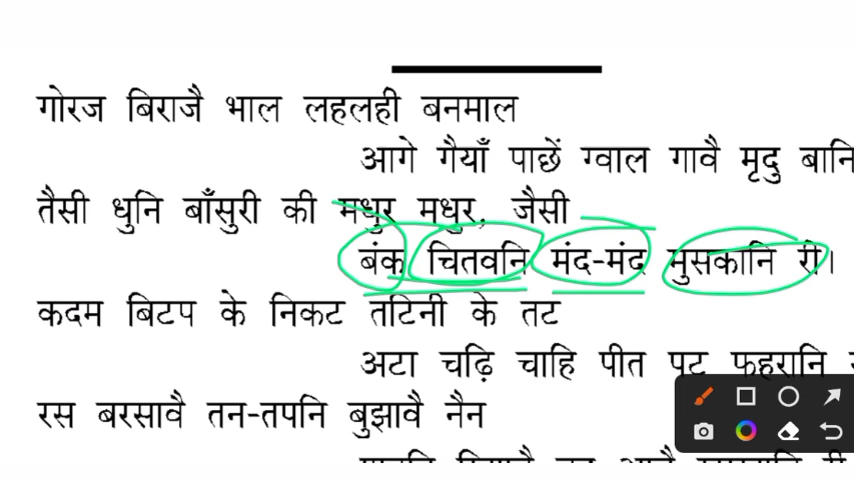 गोरज बिराजै भाल लहलही बनमाल
आगे गैयाँ पाछें ग्वाल गावै मृदु
तैसी धुनि बाँसुरी की मधुर मधुर, जैसी
बंक चितवनि मंद-मंद मुसकानि री।
कदम बिटप के निकट तटिनी के तट
अटा चढ़ि चाहि पीत पट फहरानि
रस बरसावै तन-तपनि बुझावै नैन